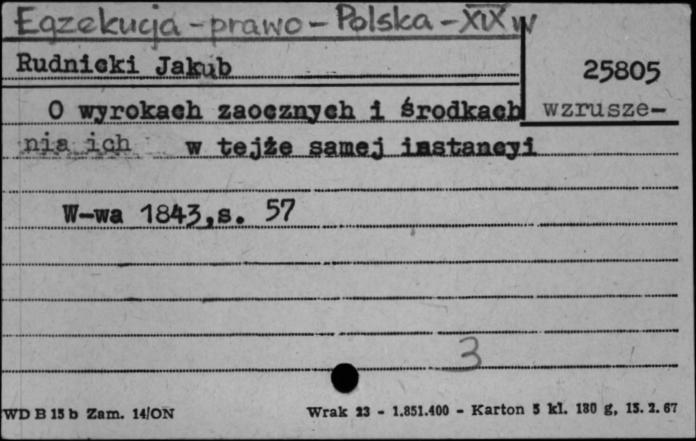 Egzekucja - prawo - Polska - XIX w
Rudnicki Jakub
25805
O wyrokach zaocznych i środkach wzrusze-
nia ich w tejże samej instancyi
W-wa 1843, s. 57
3
WD B 15 b Zam. 14/ON
Wrak 23 - 1.851.400 - Karton 5 kl. 180 g, 15. 2. 67